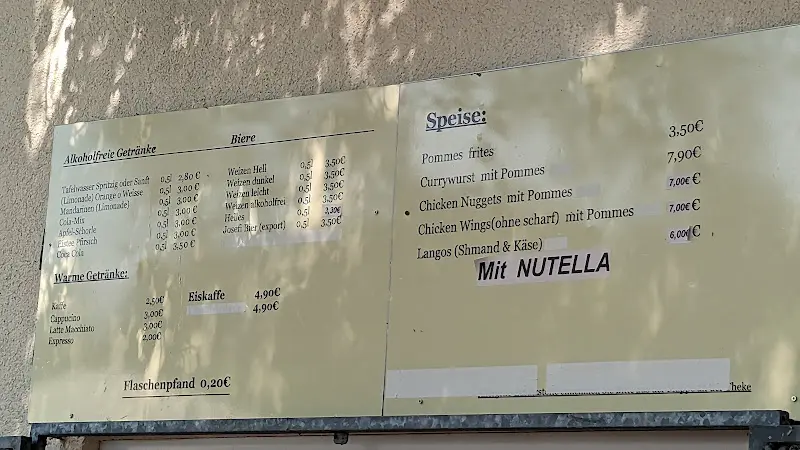 Alkoholfreie Getränke
Tafelwasser Spritzig oder Sanft 0,5l 2,80 €
(Limonade) Orange o Weisse 0,5l 3,00 €
Mandarinen (Limonade) 0,5l 3,00 €
Cola-Mix 0,5l 3,00 €
Apfel-Schorle 0,5l 3,00 €
Eistee Pfirsich 0,5l 3,00 €
Coca Cola 0,5l 3,50 €
Biere
Weizen Hell 0,5l 3,50€
Weizen dunkel 0,5l 3,50€
Weizen leicht 0,5l 3,50€
Weizen alkoholfrei 0,5l 3,50€
Helles 0,5l
Josefi Bier (export) 0,5l 3,50€
Warme Getränke:
Kaffe 2,50€
Cappucino 3,00€
Latte Macchiato 3,00€
Expresso 2,00€
Eiskaffe 4,90€
4,90€
Flaschenpfand 0,20€
Speise:
Pommes frites 3,50€
Currywurst mit Pommes 7,90€
Chicken Nuggets mit Pommes 7,00€
Chicken Wings(ohne scharf) mit Pommes 7,00€
Langos (Shmand & Käse) 6,00€
Mit NUTELLA